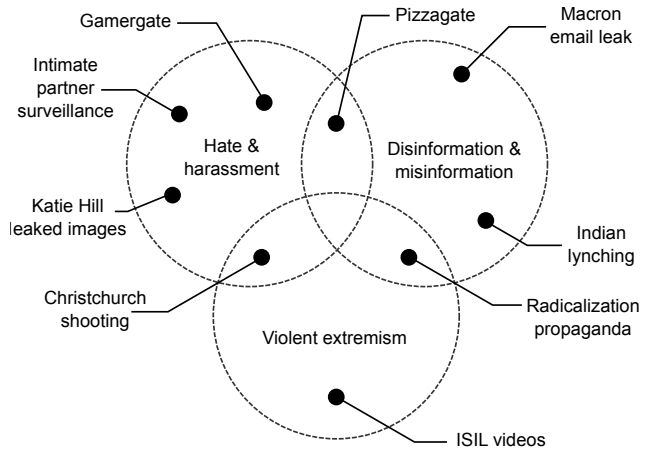 Gamergate
Pizzagate
Macron
email leak
Intimate
partner
surveillance
Hate &
harassment
Disinformation &
misinformation
Katie Hill
leaked images
Indian
lynching
Christchurch
shooting
Radicalization
propaganda
Violent extremism
ISIL videos